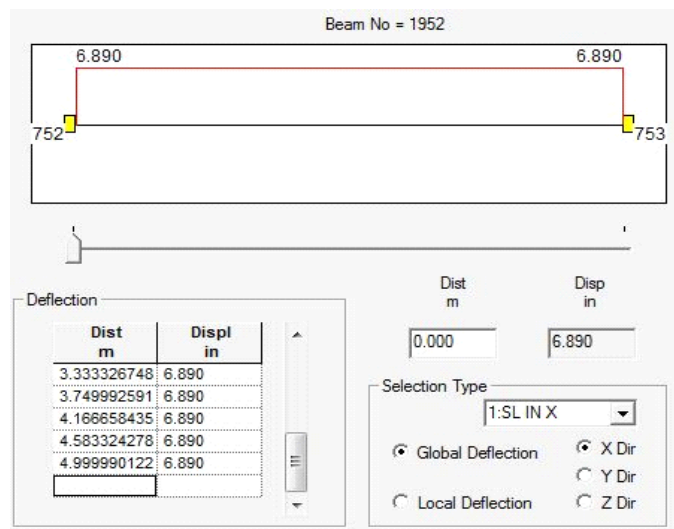 Beam No = 1952
6.890 6.890
752 753
Dist Disp
m in
0.000 6.890
Deflection
Dist Displ
m in
3.333326748 6.890
3.749992591 6.890
4.166658435 6.890
4.583324278 6.890
4.999990122 6.890
Selection Type
1:SL IN X
Global Deflection
Local Deflection
X Dir
Y Dir
Z Dir